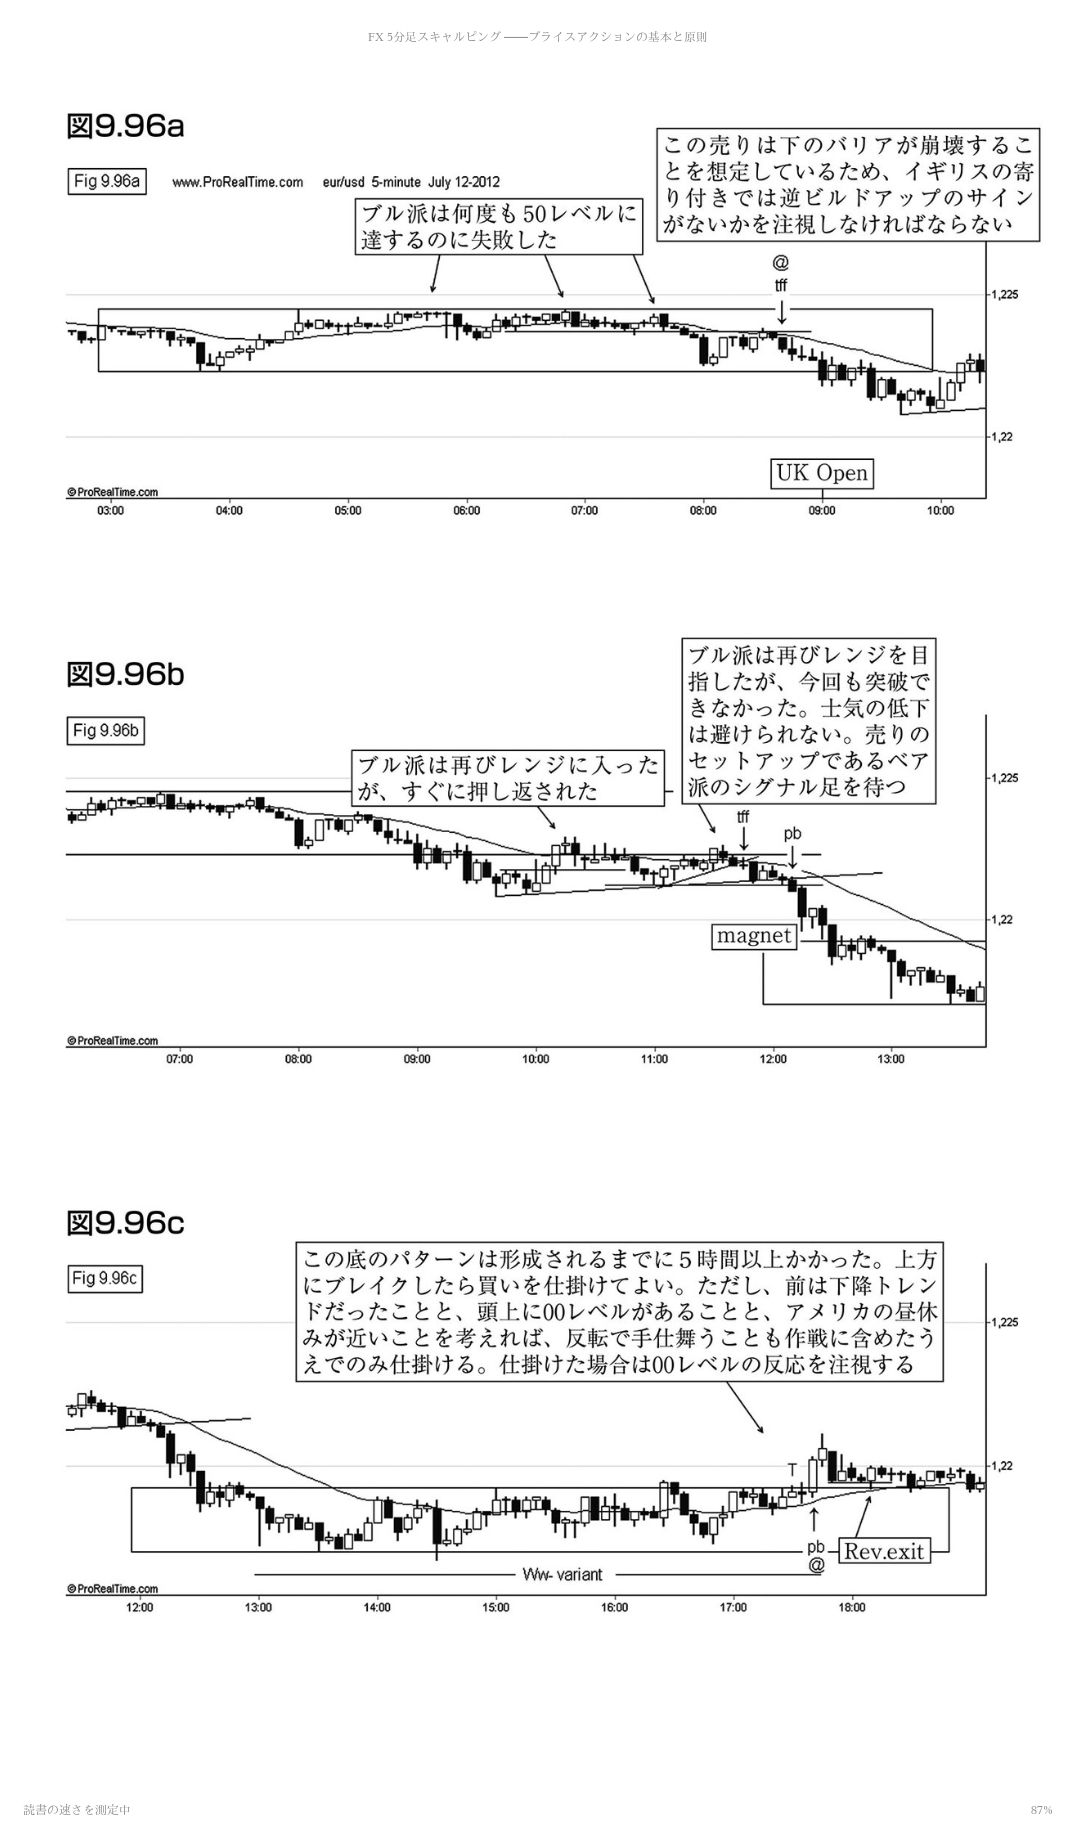 FX 5分足スキャルピング ――プライスアクションの基本と原則
図9.96a
Fig 9.96a
www.ProRealTime.com eur/usd 5-minute July 12-2012
この売りは下のバリアが崩壊するこ
とを想定しているため、イギリスの寄
り付きでは逆ビルドアップのサイン
がないかを注視しなければならない
ブル派は何度も50レベルに
達するのに失敗した
@
tff
1,225
1,22
UK Open
©ProRealTime.com
03:00 04:00 05:00 06:00 07:00 08:00 09:00 10:00
図9.96b
Fig 9.96b
ブル派は再びレンジを目
指したが、今回も突破で
きなかった。士気の低下
は避けられない。売りの
セットアップであるベア
派のシグナル足を待つ
ブル派は再びレンジに入った
が、すぐに押し返された
1,225
tff
pb
1,22
magnet
©ProRealTime.com
07:00 08:00 09:00 10:00 11:00 12:00 13:00
図9.96c
Fig 9.96c
この底のパターンは形成されるまでに5時間以上かかった。上方
にブレイクしたら買いを仕掛けてよい。ただし、前は下降トレン
ドだったことと、頭上に00レベルがあることと、アメリカの昼休
みが近いことを考えれば、反転で手仕舞うことも作戦に含めたう
えでのみ仕掛ける。仕掛けた場合は00レベルの反応を注視する
1,225
T
1,22
pb
@
Rev.exit
Ww- variant
©ProRealTime.com
12:00 13:00 14:00 15:00 16:00 17:00 18:00
読書の速さを測定中
87%